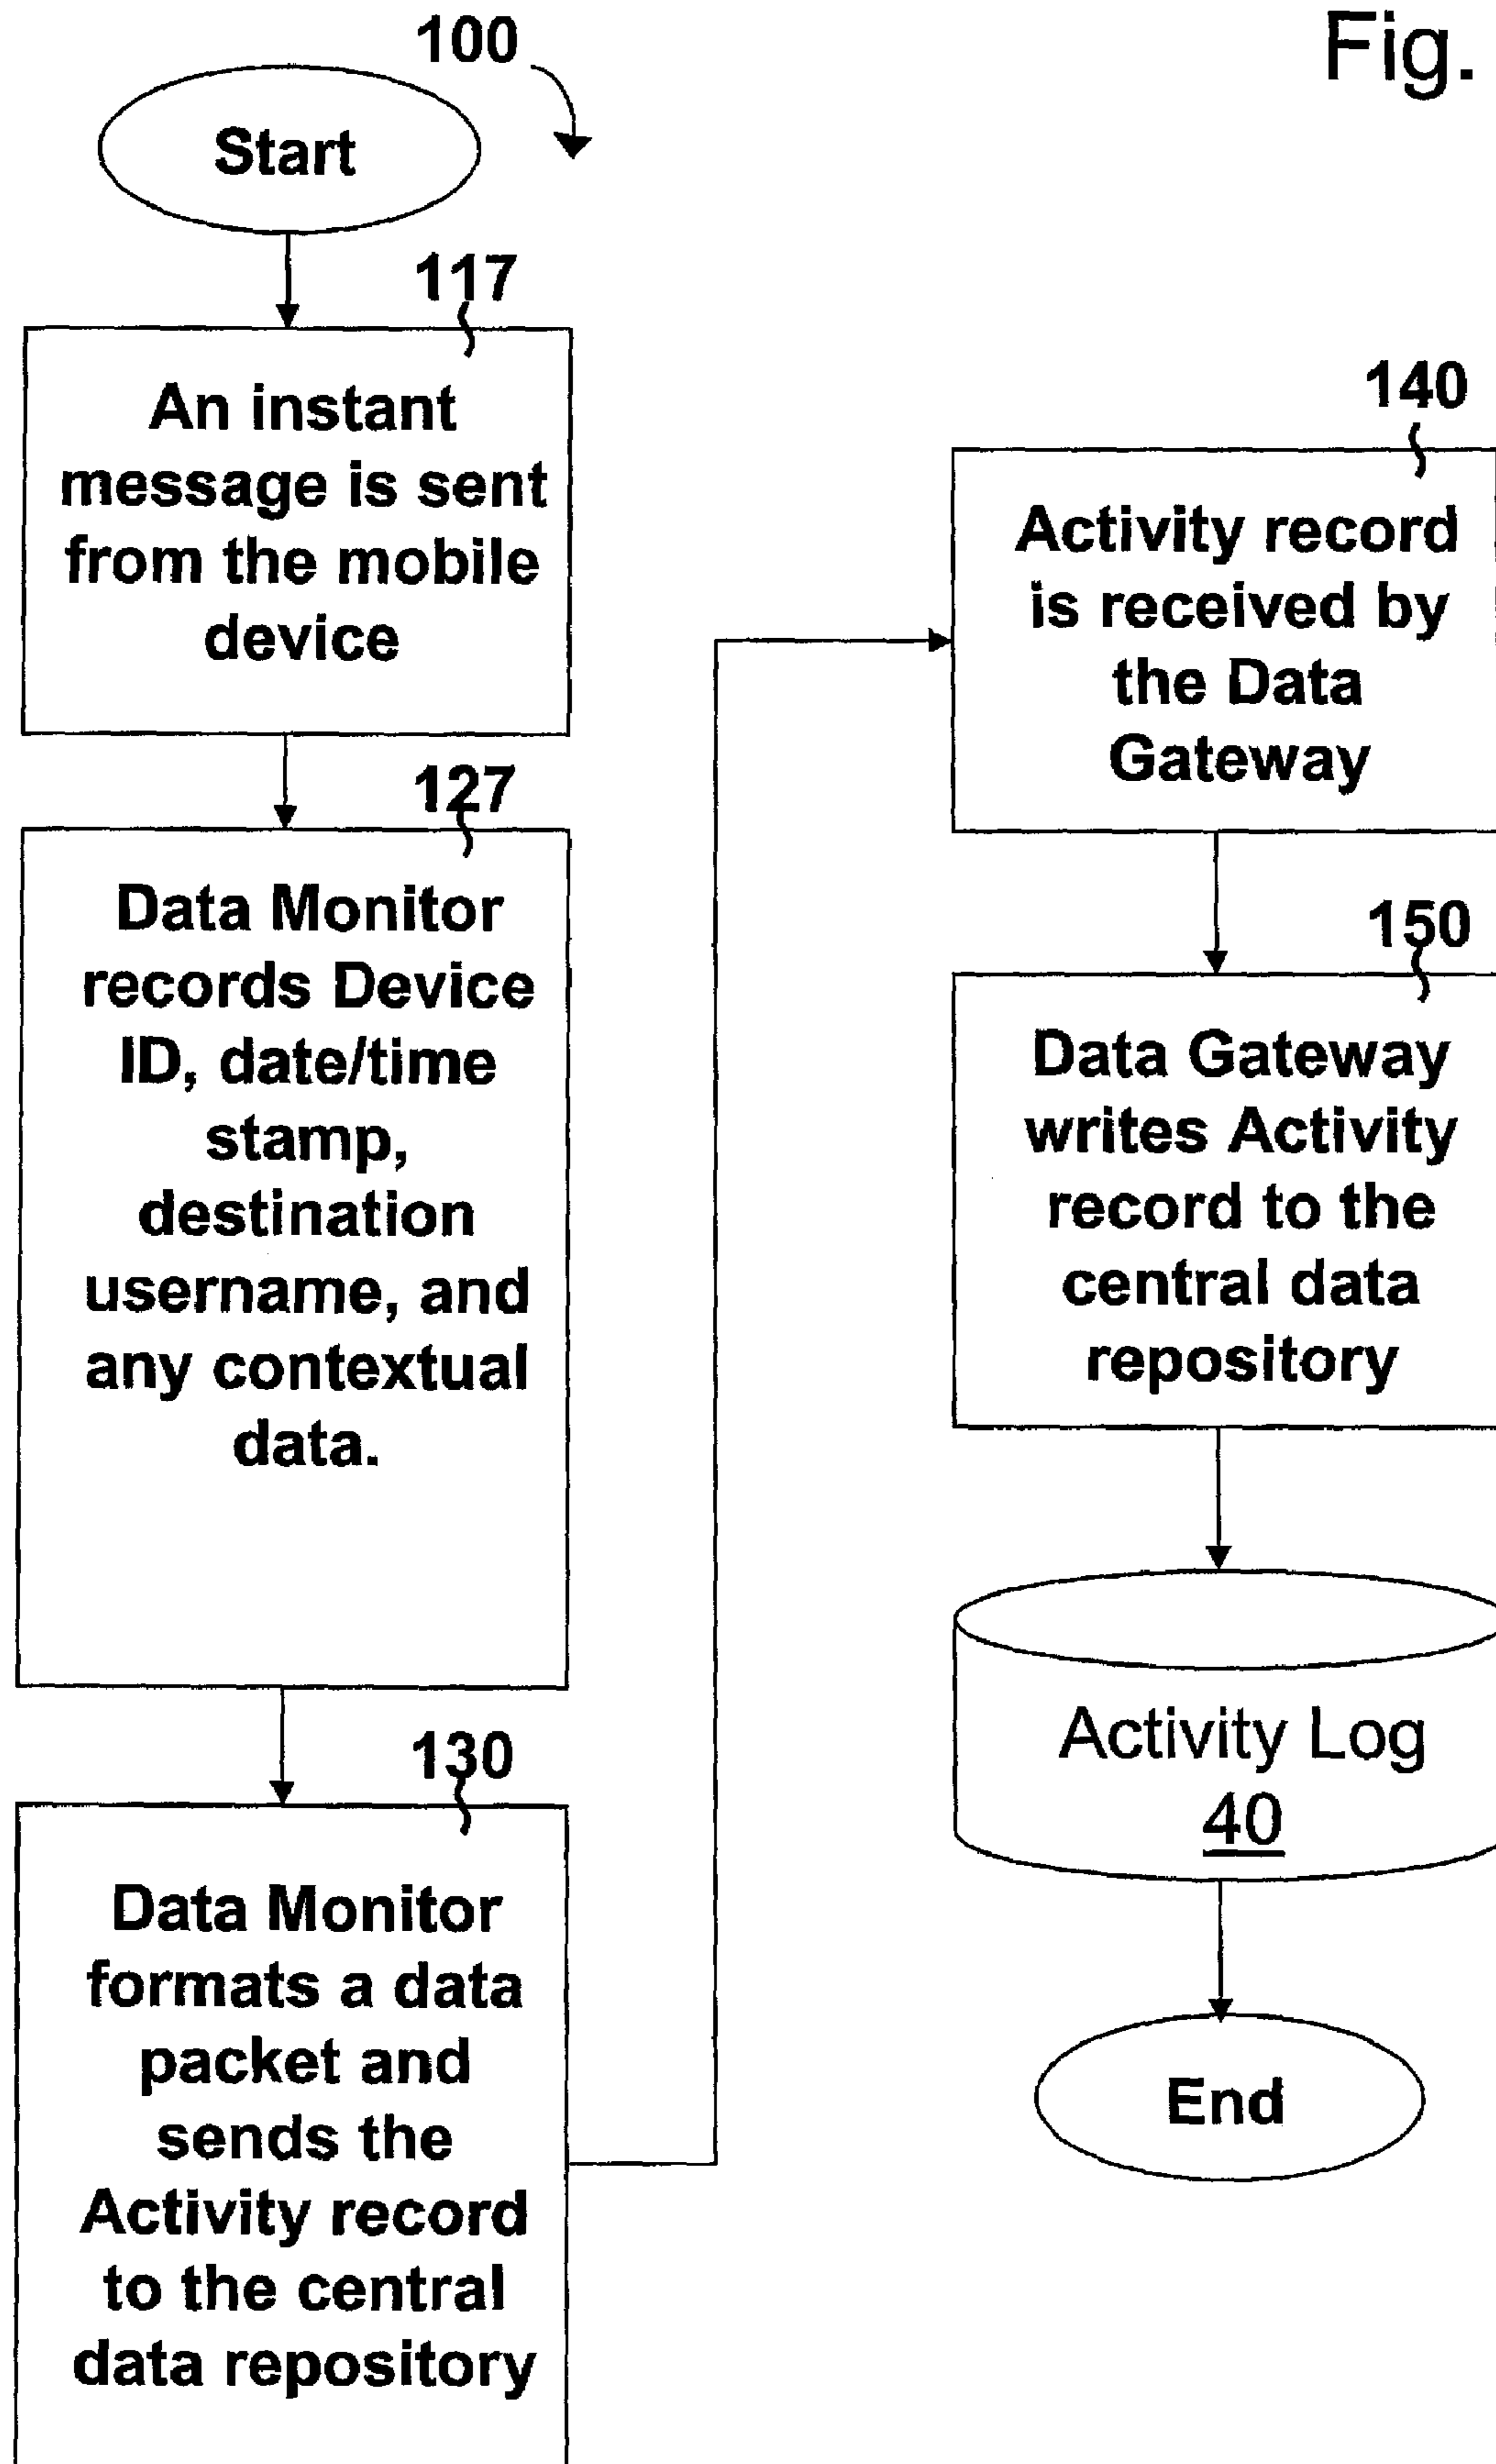 100
Fig.
Start
117
An instant
message is sent
from the mobile
device
127
Data Monitor
records Device
ID, date/time
stamp,
destination
username, and
any contextual
data.
130
Data Monitor
formats a data
packet and
sends the
Activity record
to the central
data repository
140
Activity record
is received by
the Data
Gateway
150
Data Gateway
writes Activity
record to the
central data
repository
Activity Log
40
End